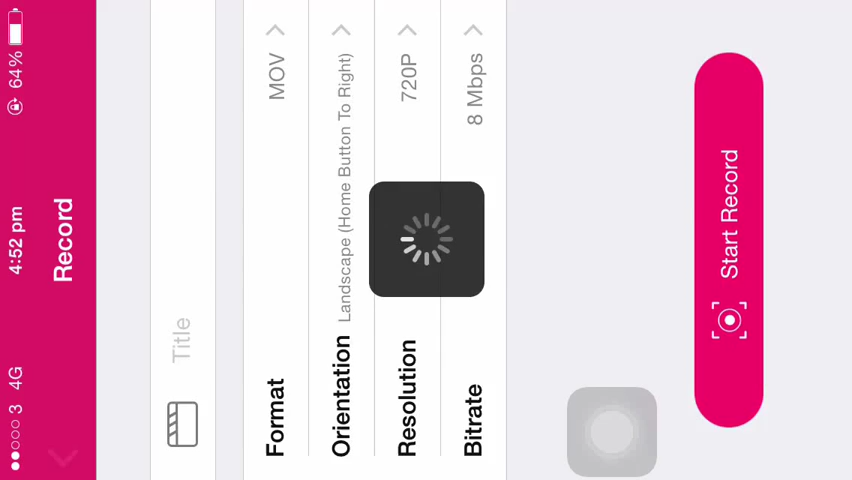 3 4G 4:52 pm 64%
Record
Title
Format MOV
Orientation Landscape (Home Button To Right)
Resolution 720P
Bitrate 8 Mbps
Start Record